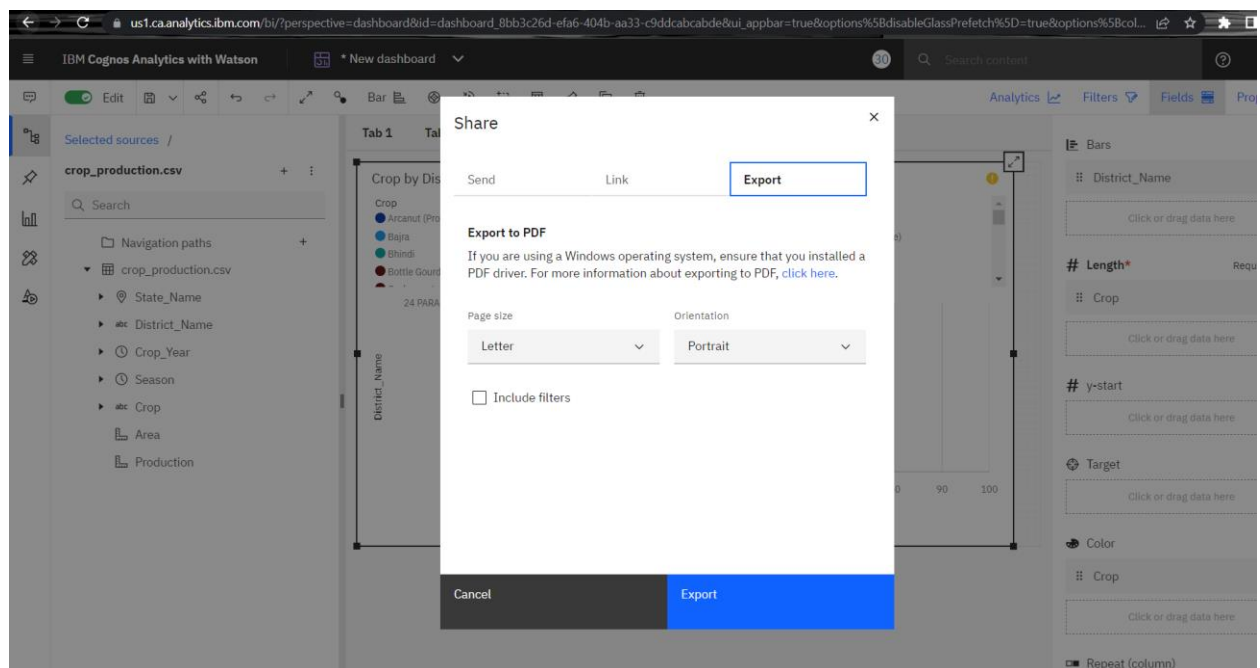 us1.ca.analytics.ibm.com/bi/?perspective=dashboard&id=dashboard_8bb3c26d-efa6-404b-aa33-c9ddcabcabde&ui_appbar=true&options%5BdisableGlassPrefetch%5D=true&options%5Bcol...
IBM Cognos Analytics with Watson
* New dashboard
30
Search content
Edit
Bar
Analytics
Filters
Fields
Selected sources /
crop_production.csv
Search
Navigation paths
crop_production.csv
State_Name
abc District_Name
Crop_Year
Season
abc Crop
Area
Production
Tab 1
Crop by Dis
Crop
Arcanut (Pro
Bajra
Bhindi
Bottle Gourd
24 PARA
District_Name
90 100
Share
Send Link Export
Export to PDF
If you are using a Windows operating system, ensure that you installed a
PDF driver. For more information about exporting to PDF, click here.
Page size Orientation
Letter Portrait
Include filters
Cancel Export
Bars
District_Name
Click or drag data here
# Length*
Crop
Click or drag data here
# y-start
Click or drag data here
Target
Click or drag data here
Color
Crop
Click or drag data here
Repeat (column)